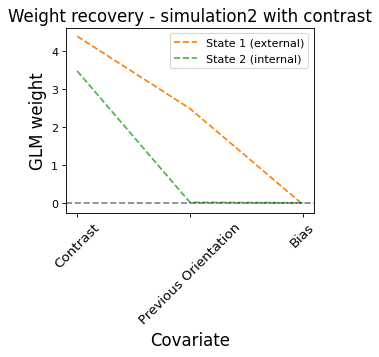 Weight recovery - simulation2 with contrast
State 1 (external)
State 2 (internal)
GLM weight
4
3
2
1
0
Contrast
Previous Orientation
Bias
Covariate